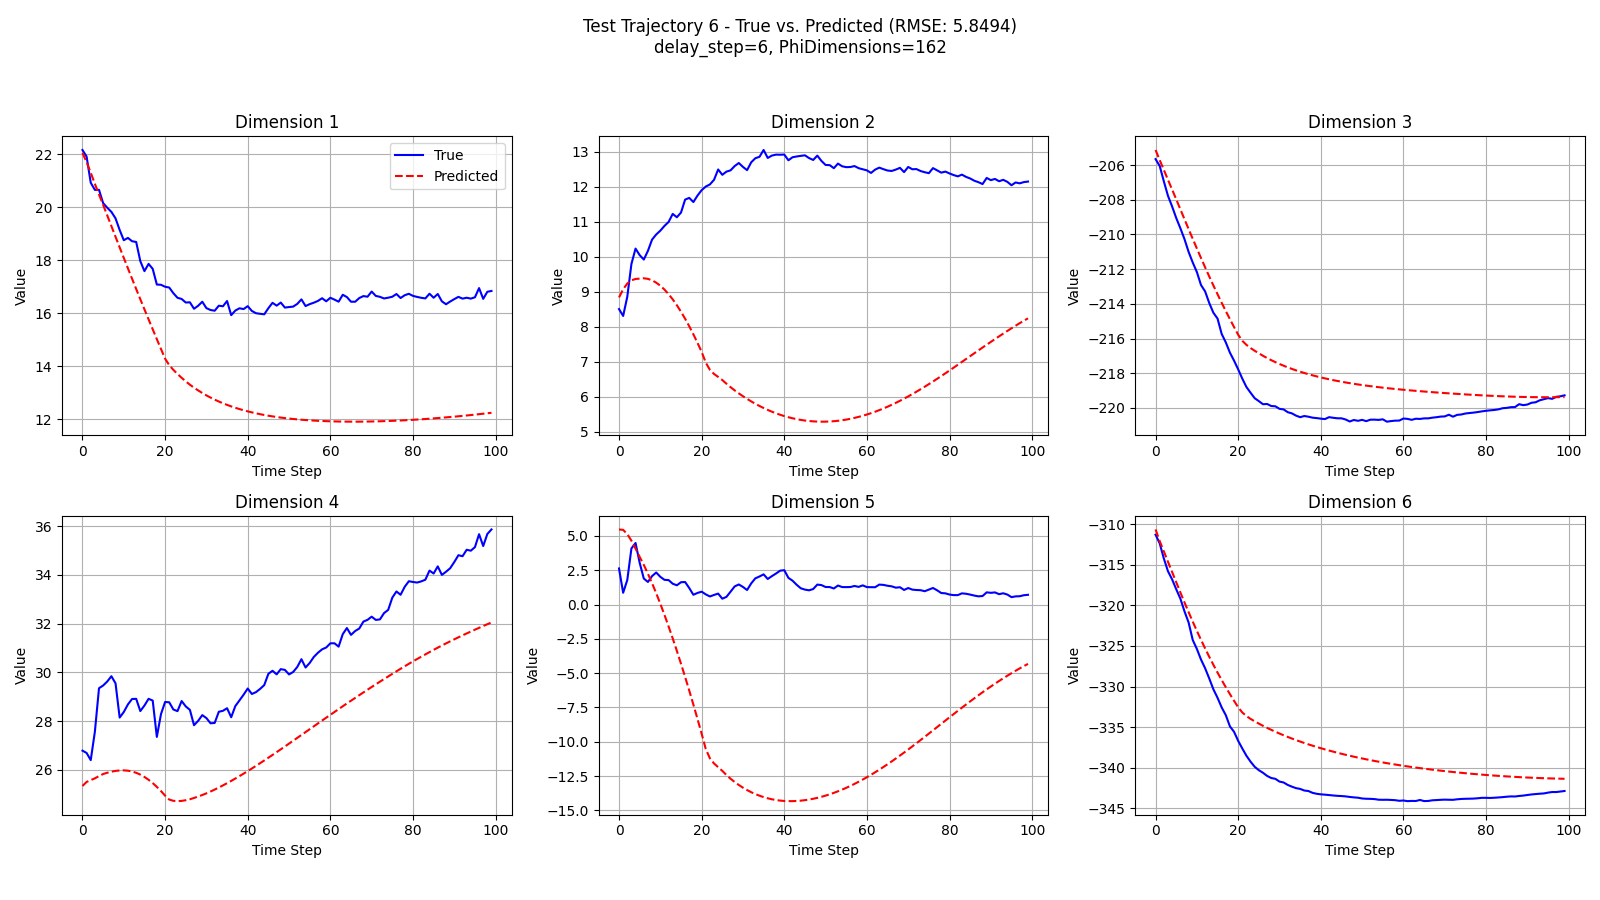 Test Trajectory 6 - True vs. Predicted (RMSE: 5.8494)
delay_step=6, PhiDimensions=162
Dimension 1
22
20
18
16
14
12
Value
0 20 40 60 80 100
Time Step
True
Predicted
Dimension 2
13
12
11
10
9
8
7
6
5
Value
0 20 40 60 80 100
Time Step
Dimension 3
−206
−208
−210
−212
−214
−216
−218
−220
Value
0 20 40 60 80 100
Time Step
Dimension 4
36
34
32
30
28
26
Value
0 20 40 60 80 100
Time Step
Dimension 5
5.0
2.5
0.0
−2.5
−5.0
−7.5
−10.0
−12.5
−15.0
Value
0 20 40 60 80 100
Time Step
Dimension 6
−310
−315
−320
−325
−330
−335
−340
−345
Value
0 20 40 60 80 100
Time Step